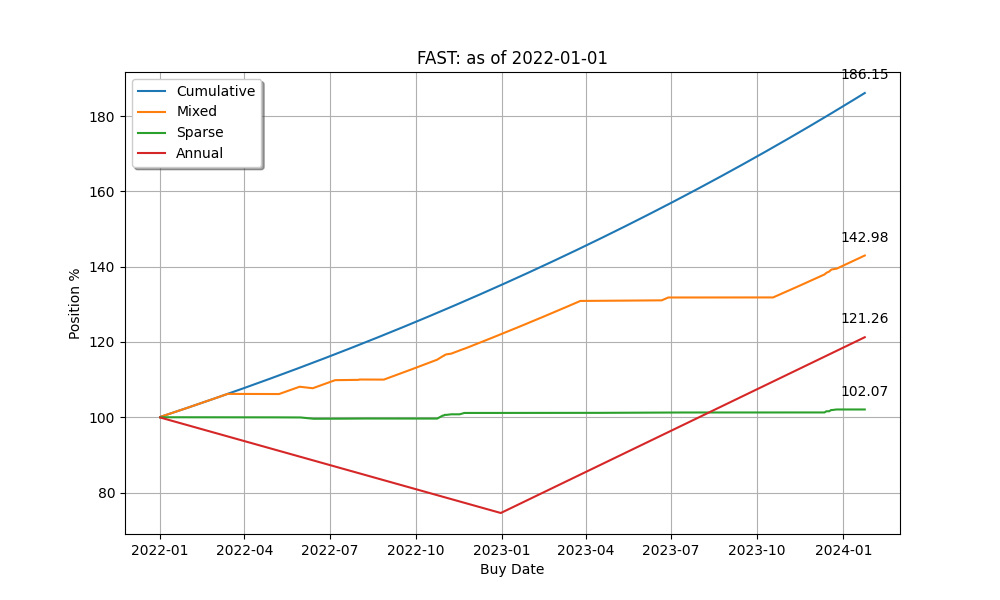 FAST: as of 2022-01-01
186.15
Cumulative
Mixed
Sparse
Annual
142.98
121.26
102.07
180
160
140
120
100
80
Position %
2022-01 2022-04 2022-07 2022-10 2023-01 2023-04 2023-07 2023-10 2024-01
Buy Date